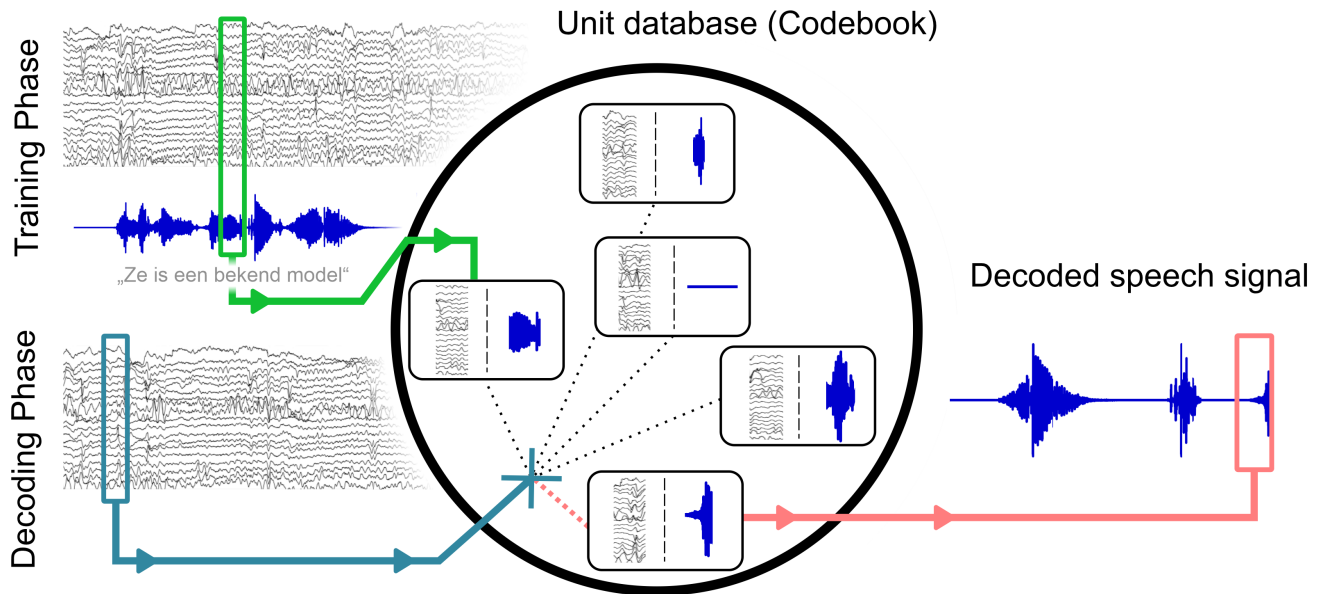 Unit database (Codebook)
Training Phase
„Ze is een bekend model“
Decoded speech signal
Decoding Phase